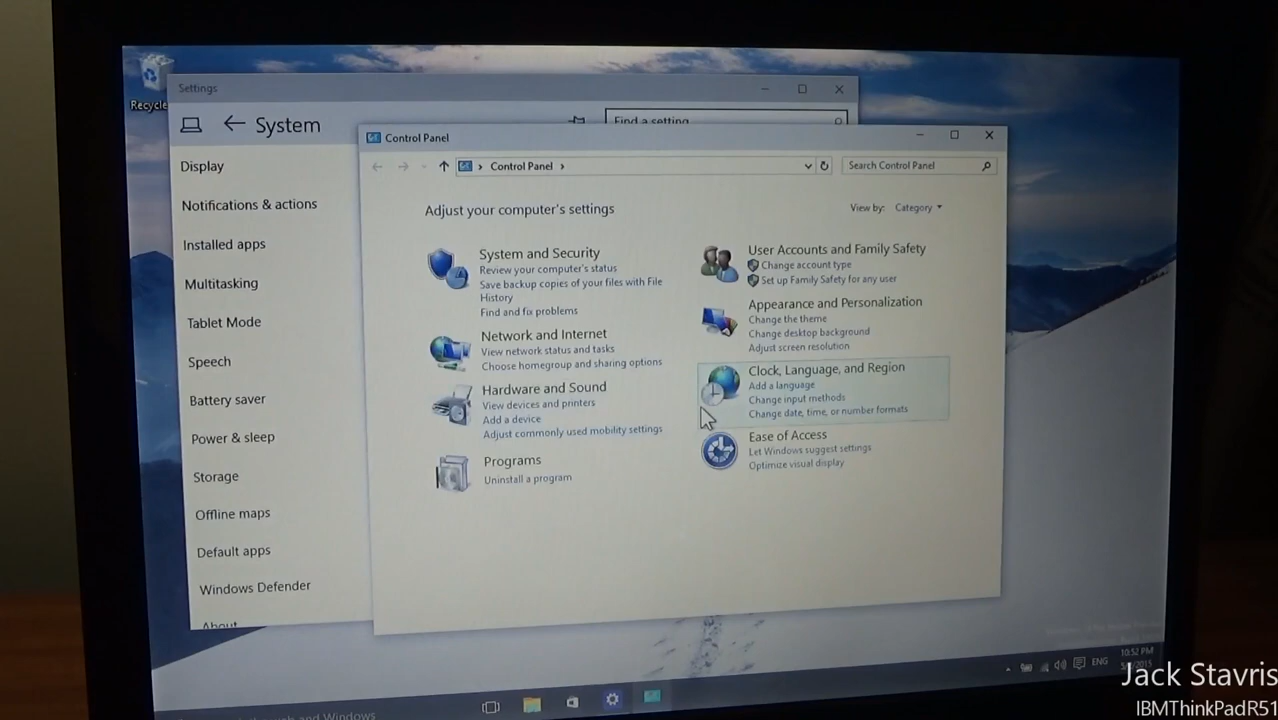 Recycle
Settings
System
Find a setting
Display
Notifications & actions
Installed apps
Multitasking
Tablet Mode
Speech
Battery saver
Power & sleep
Storage
Offline maps
Default apps
Windows Defender
About
Control Panel
Control Panel
Search Control Panel
Adjust your computer's settings
View by: Category
System and Security
Review your computer's status
Save backup copies of your files with File
History
Find and fix problems
Network and Internet
View network status and tasks
Choose homegroup and sharing options
Hardware and Sound
View devices and printers
Add a device
Adjust commonly used mobility settings
Programs
Uninstall a program
User Accounts and Family Safety
Change account type
Set up Family Safety for any user
Appearance and Personalization
Change the theme
Change desktop background
Adjust screen resolution
Clock, Language, and Region
Add a language
Change input methods
Change date, time, or number formats
Ease of Access
Let Windows suggest settings
Optimize visual display
and Windows
ENG
10:52 PM
Jack Stavris
IBMThinkPadR51